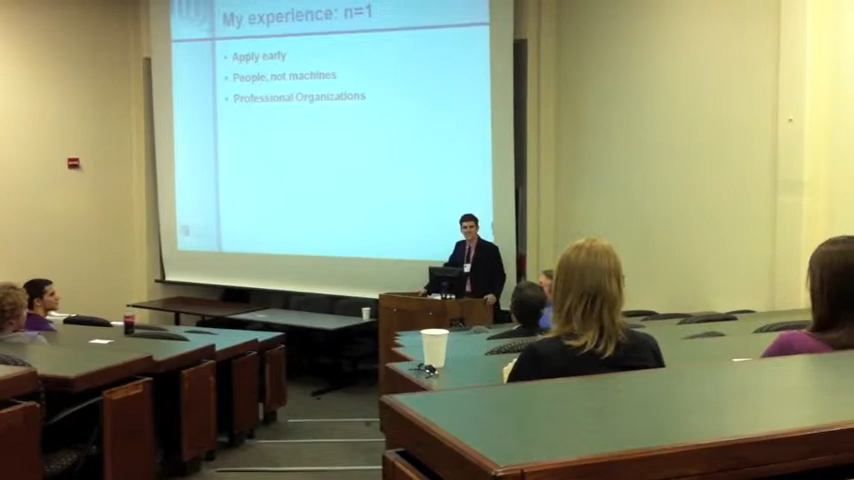 My experience: n=1
• Apply early
• People, not machines
• Professional Organizations